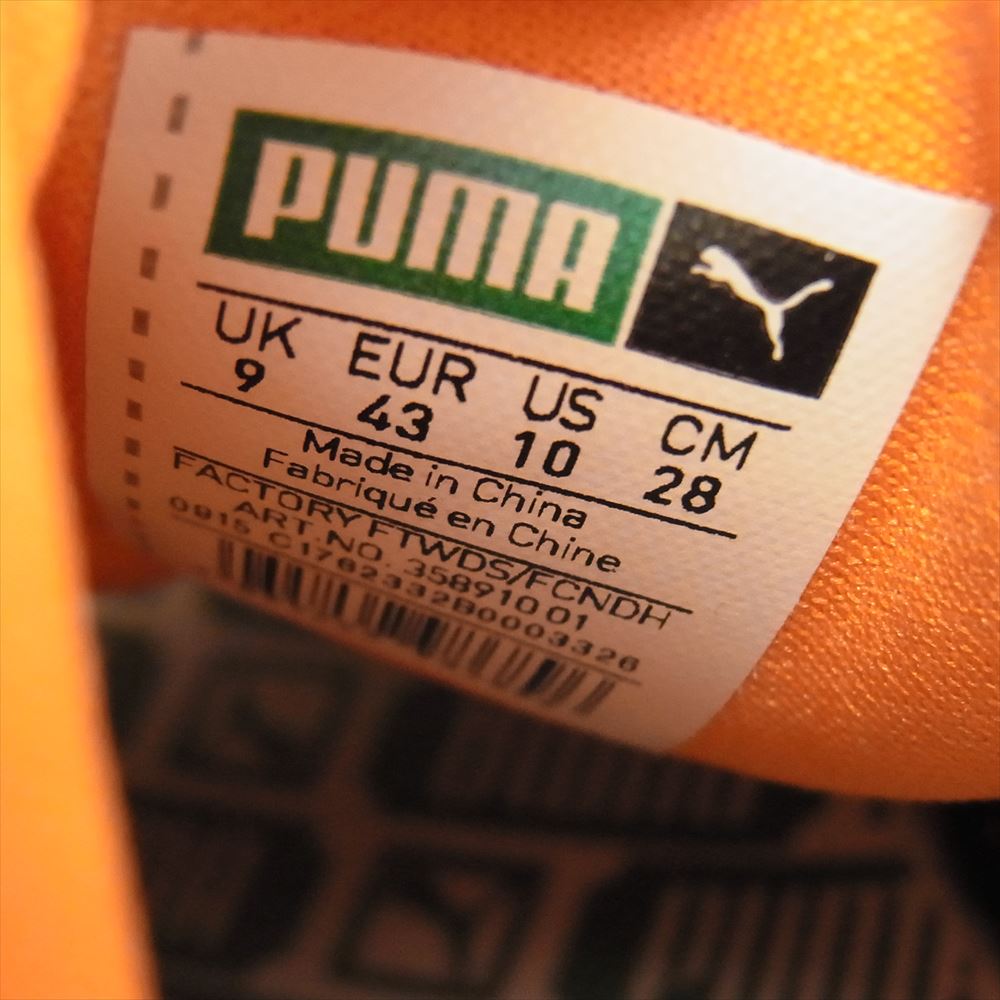 PUMA
UK EUR US CM
9 43 10 28
Made in China
Fabriqué en Chine
FACTORY FTWDS/FCNDH
ART.NO. 358910 01
0915 C1762332B0003326